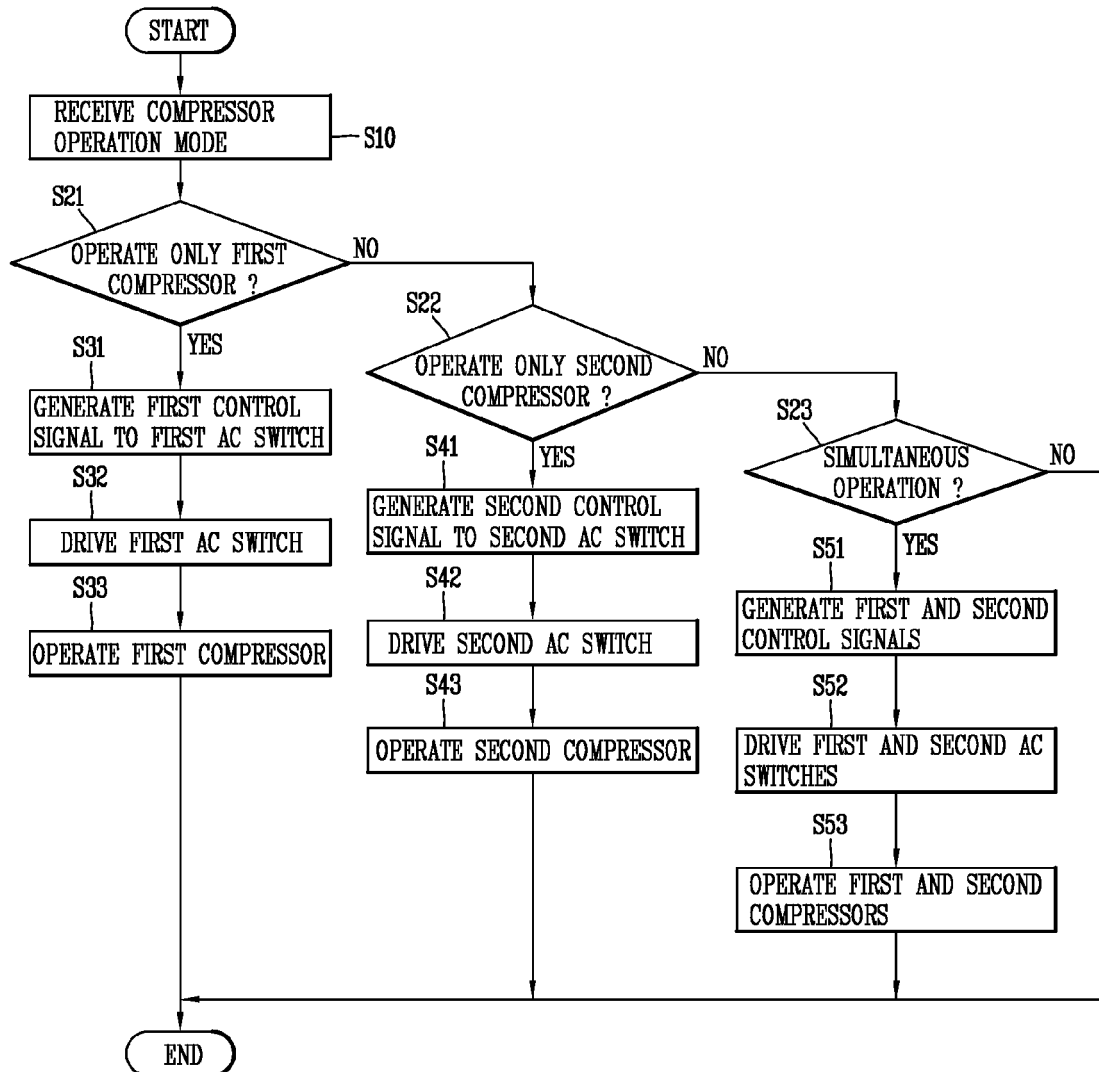 START
RECEIVE COMPRESSOR
OPERATION MODE
S10
S21
OPERATE ONLY FIRST
COMPRESSOR ?
NO
YES
S22
OPERATE ONLY SECOND
COMPRESSOR ?
NO
YES
S23
SIMULTANEOUS
OPERATION ?
NO
YES
S31
GENERATE FIRST CONTROL
SIGNAL TO FIRST AC SWITCH
S32
DRIVE FIRST AC SWITCH
S33
OPERATE FIRST COMPRESSOR
S41
GENERATE SECOND CONTROL
SIGNAL TO SECOND AC SWITCH
S42
DRIVE SECOND AC SWITCH
S43
OPERATE SECOND COMPRESSOR
S51
GENERATE FIRST AND SECOND
CONTROL SIGNALS
S52
DRIVE FIRST AND SECOND AC
SWITCHES
S53
OPERATE FIRST AND SECOND
COMPRESSORS
END